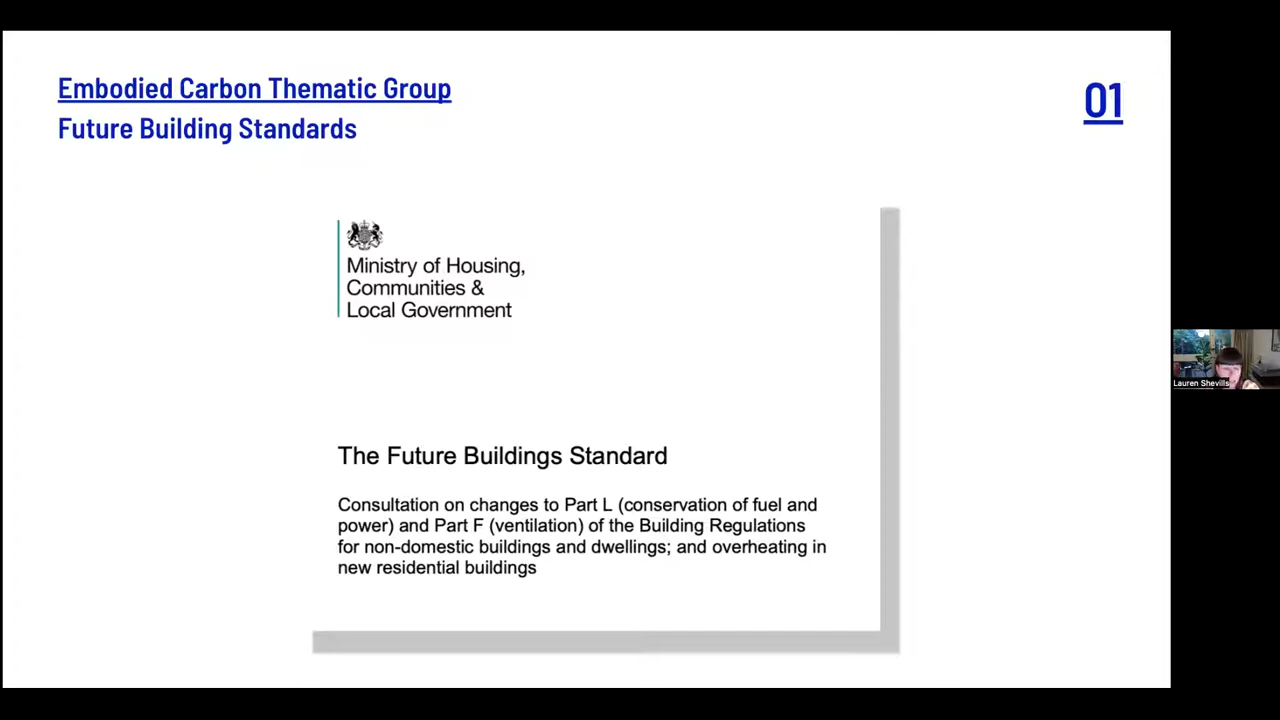 Embodied Carbon Thematic Group
Future Building Standards
01
Ministry of Housing,
Communities &
Local Government
The Future Buildings Standard
Consultation on changes to Part L (conservation of fuel and
power) and Part F (ventilation) of the Building Regulations
for non-domestic buildings and dwellings; and overheating in
new residential buildings
Lauren Shevills